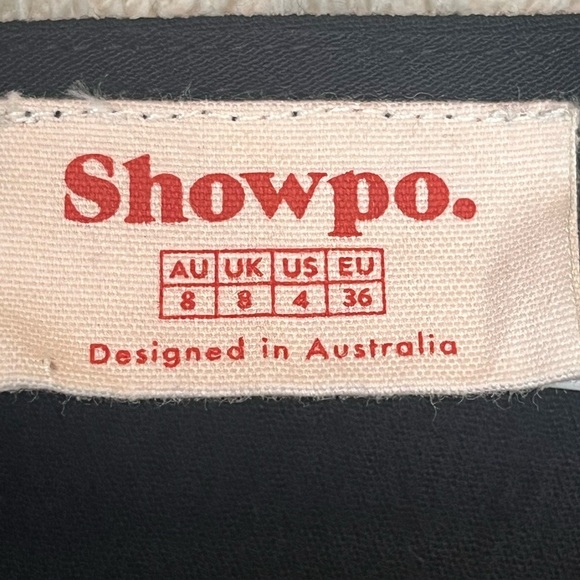 Showpo.
AU UK US EU
8 8 4 36
Designed in Australia